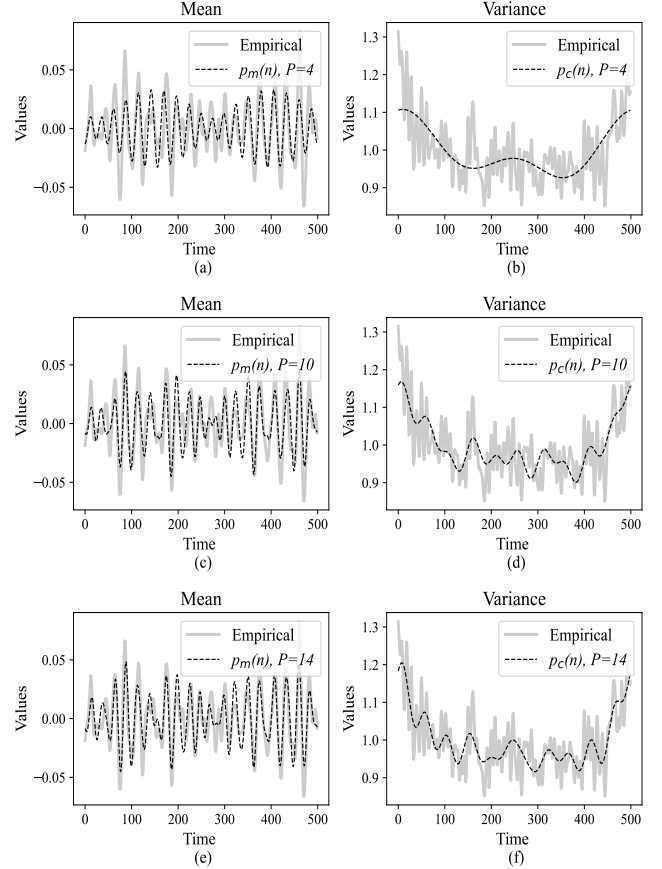 Mean
Values
0.05
0.00
−0.05
Empirical
pm(n), P=4
0 100 200 300 400 500
Time
(a)
Variance
Values
1.3
1.2
1.1
1.0
0.9
Empirical
pc(n), P=4
0 100 200 300 400 500
Time
(b)
Mean
Values
0.05
0.00
−0.05
Empirical
pm(n), P=10
0 100 200 300 400 500
Time
(c)
Variance
Values
1.3
1.2
1.1
1.0
0.9
Empirical
pc(n), P=10
0 100 200 300 400 500
Time
(d)
Mean
Values
0.05
0.00
−0.05
Empirical
pm(n), P=14
0 100 200 300 400 500
Time
(e)
Variance
Values
1.3
1.2
1.1
1.0
0.9
Empirical
pc(n), P=14
0 100 200 300 400 500
Time
(f)